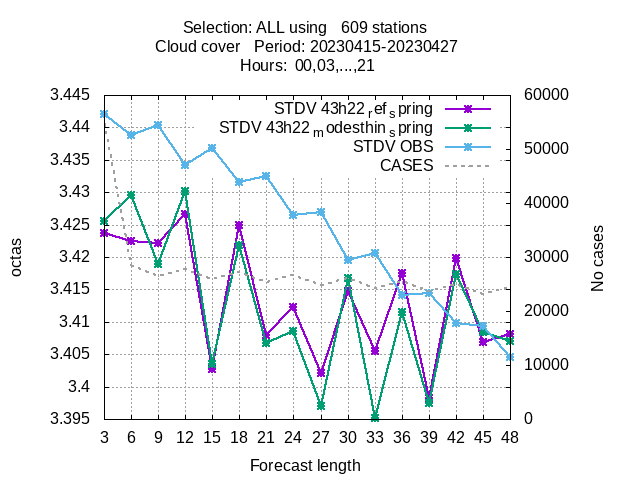 Selection: ALL using 609 stations
Cloud cover Period: 20230415-20230427
Hours: 00,03,...,21
STDV 43h22 ref spring
STDV 43h22 modesthin spring
STDV OBS
CASES
3.445
3.44
3.435
3.43
3.425
3.42
3.415
3.41
3.405
3.4
3.395
60000
50000
40000
30000
20000
10000
0
octas
No cases
3 6 9 12 15 18 21 24 27 30 33 36 39 42 45 48
Forecast length